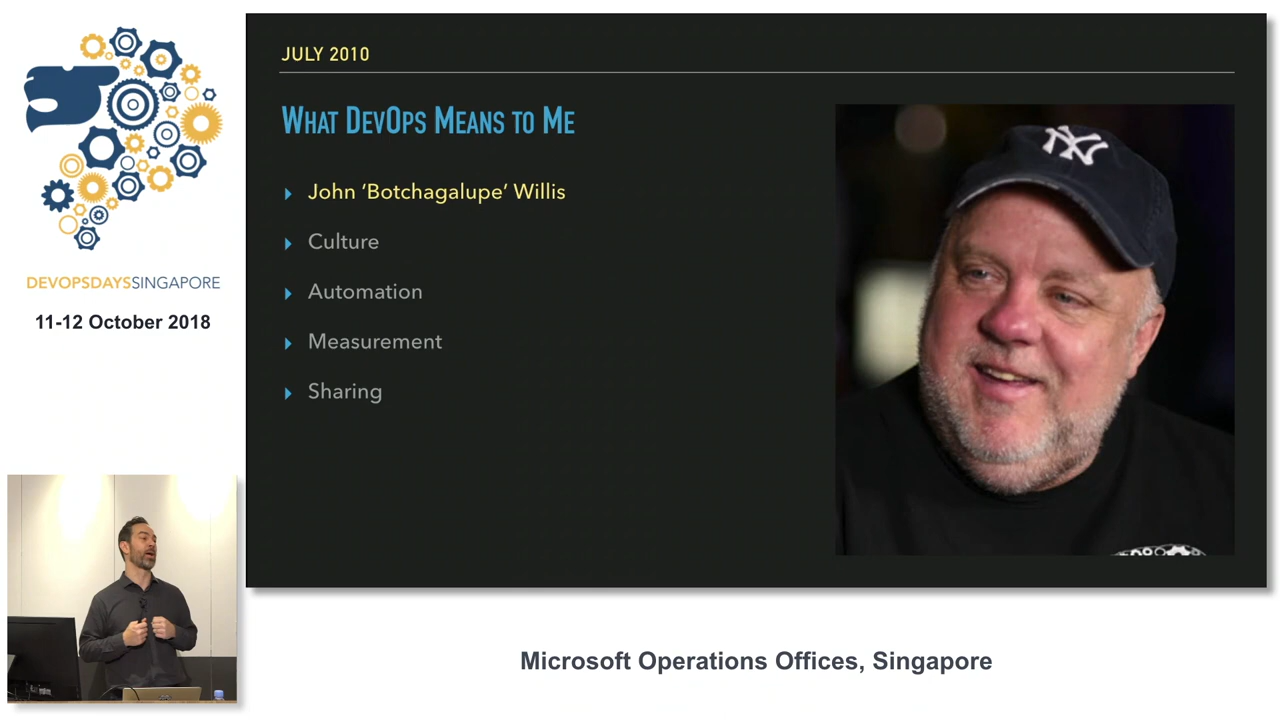 DEVOPSDAYSSINGAPORE
11-12 October 2018
JULY 2010
WHAT DEVOPS MEANS TO ME
John ‘Botchagalupe’ Willis
Culture
Automation
Measurement
Sharing
NY
Microsoft Operations Offices, Singapore